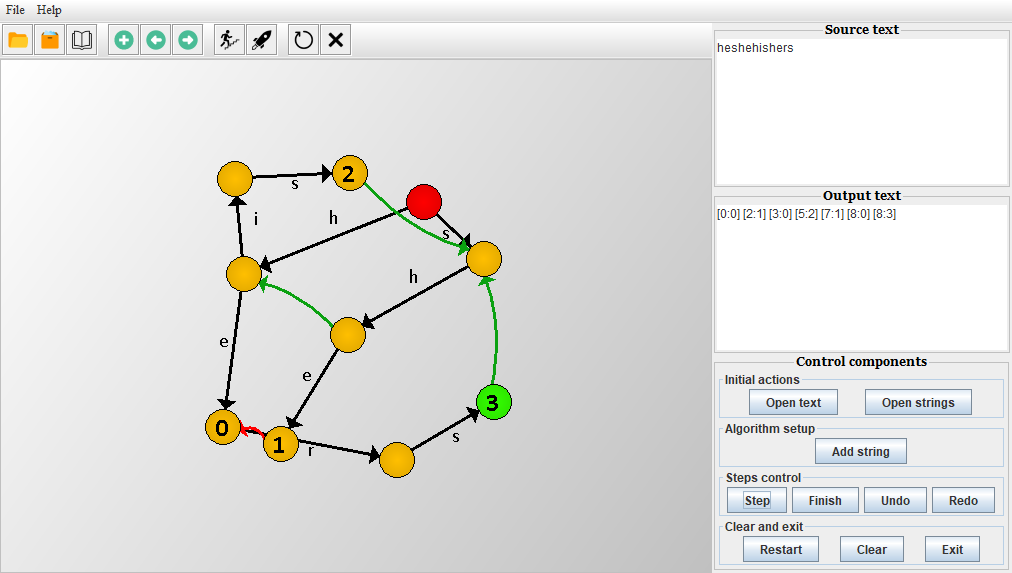 File Help
Source text
heshehishers
Output text
[0:0] [2:1] [3:0] [5:2] [7:1] [8:0] [8:3]
Control components
Initial actions
Open text Open strings
Algorithm setup
Add string
Steps control
Step Finish Undo Redo
Clear and exit
Restart Clear Exit
2
s
h
i
s
h
e
e
3
0
1
r
s